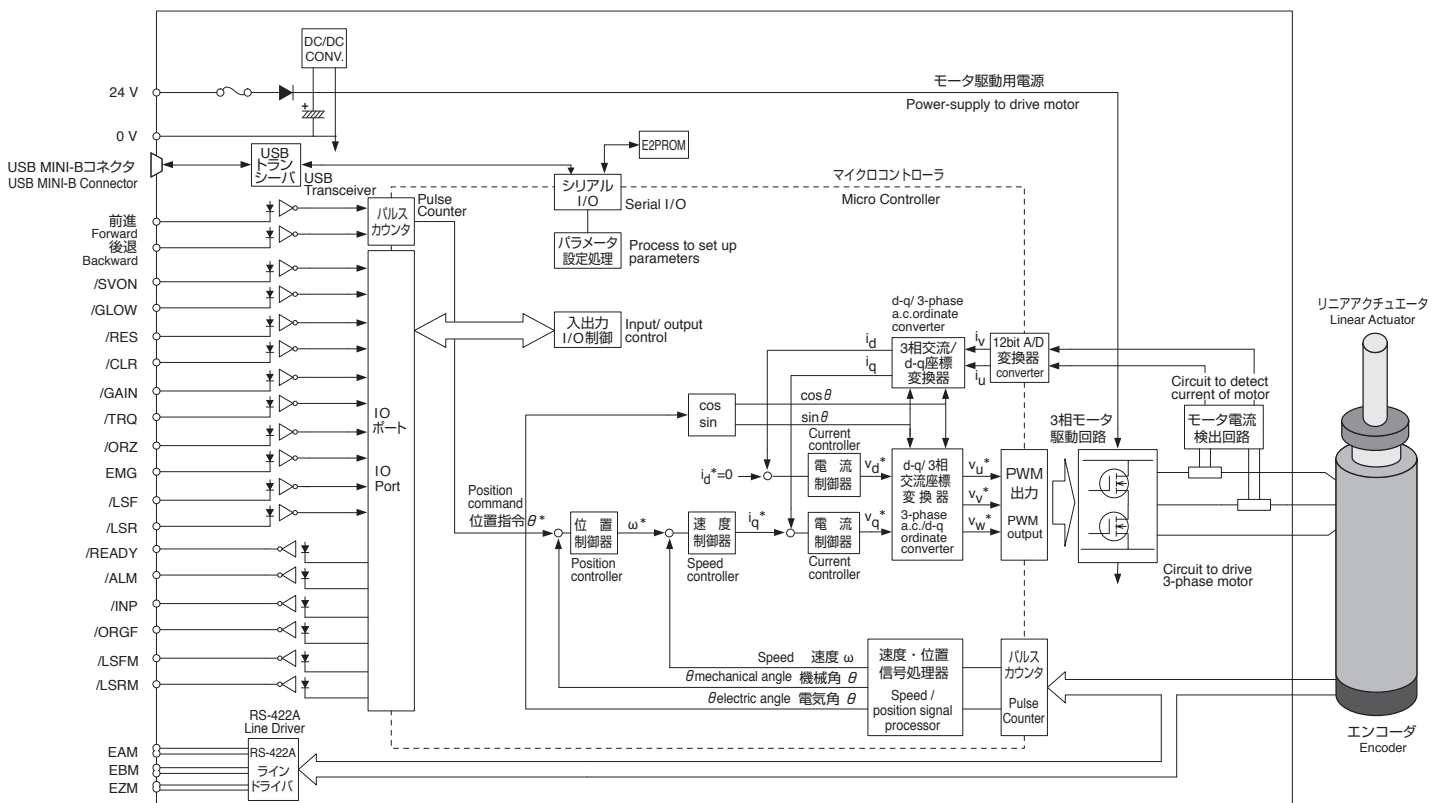 DC/DC
CONV.
24 V
+
0 V
モータ駆動用電源
Power-supply to drive motor
USB MINI-Bコネクタ
USB MINI-B Connector
USB
トラン
シーバ
USB
Transceiver
E2PROM
シリアル
I/O
Serial I/O
パラメータ
設定処理
Process to set up
parameters
マイクロコントローラ
Micro Controller
パルス
カウンタ
Pulse
Counter
前進
Forward
後退
Backward
/SVON
/GLOW
/RES
/CLR
/GAIN
/TRQ
/ORZ
EMG
/LSF
/LSR
/READY
/ALM
/INP
/ORGF
/LSFM
/LSRM
IO
ポート
IO
Port
入出力
I/O制御
Input/ output
control
d-q/ 3-phase
a.c.ordinate
converter
3相交流/
d-q座標
変換器
id
iq
iv
iu
12bit A/D
変換器
converter
cos
sin
cosθ
sinθ
Circuit to detect
current of motor
モータ電流
検出回路
リニアアクチュエータ
Linear Actuator
id*=0
Current
controller
電 流
制御器
vd*
d-q/ 3相
交流座標
変 換 器
3-phase
a.c./d-q
ordinate
converter
vu*
vv*
vw*
PWM
出力
PWM
output
3相モータ
駆動回路
Circuit to drive
3-phase motor
Position
command
位置指令θ*
位 置
制御器
Position
controller
ω*
速 度
制御器
Speed
controller
iq*
電 流
制御器
Current
controller
vq*
Speed 速度 ω
θmechanical angle 機械角 θ
θelectric angle 電気角 θ
速度・位置
信号処理器
Speed /
position signal
processor
パルス
カウンタ
Pulse
Counter
エンコーダ
Encoder
RS-422A
Line Driver
EAM
EBM
EZM
RS-422A
ライン
ドライバ